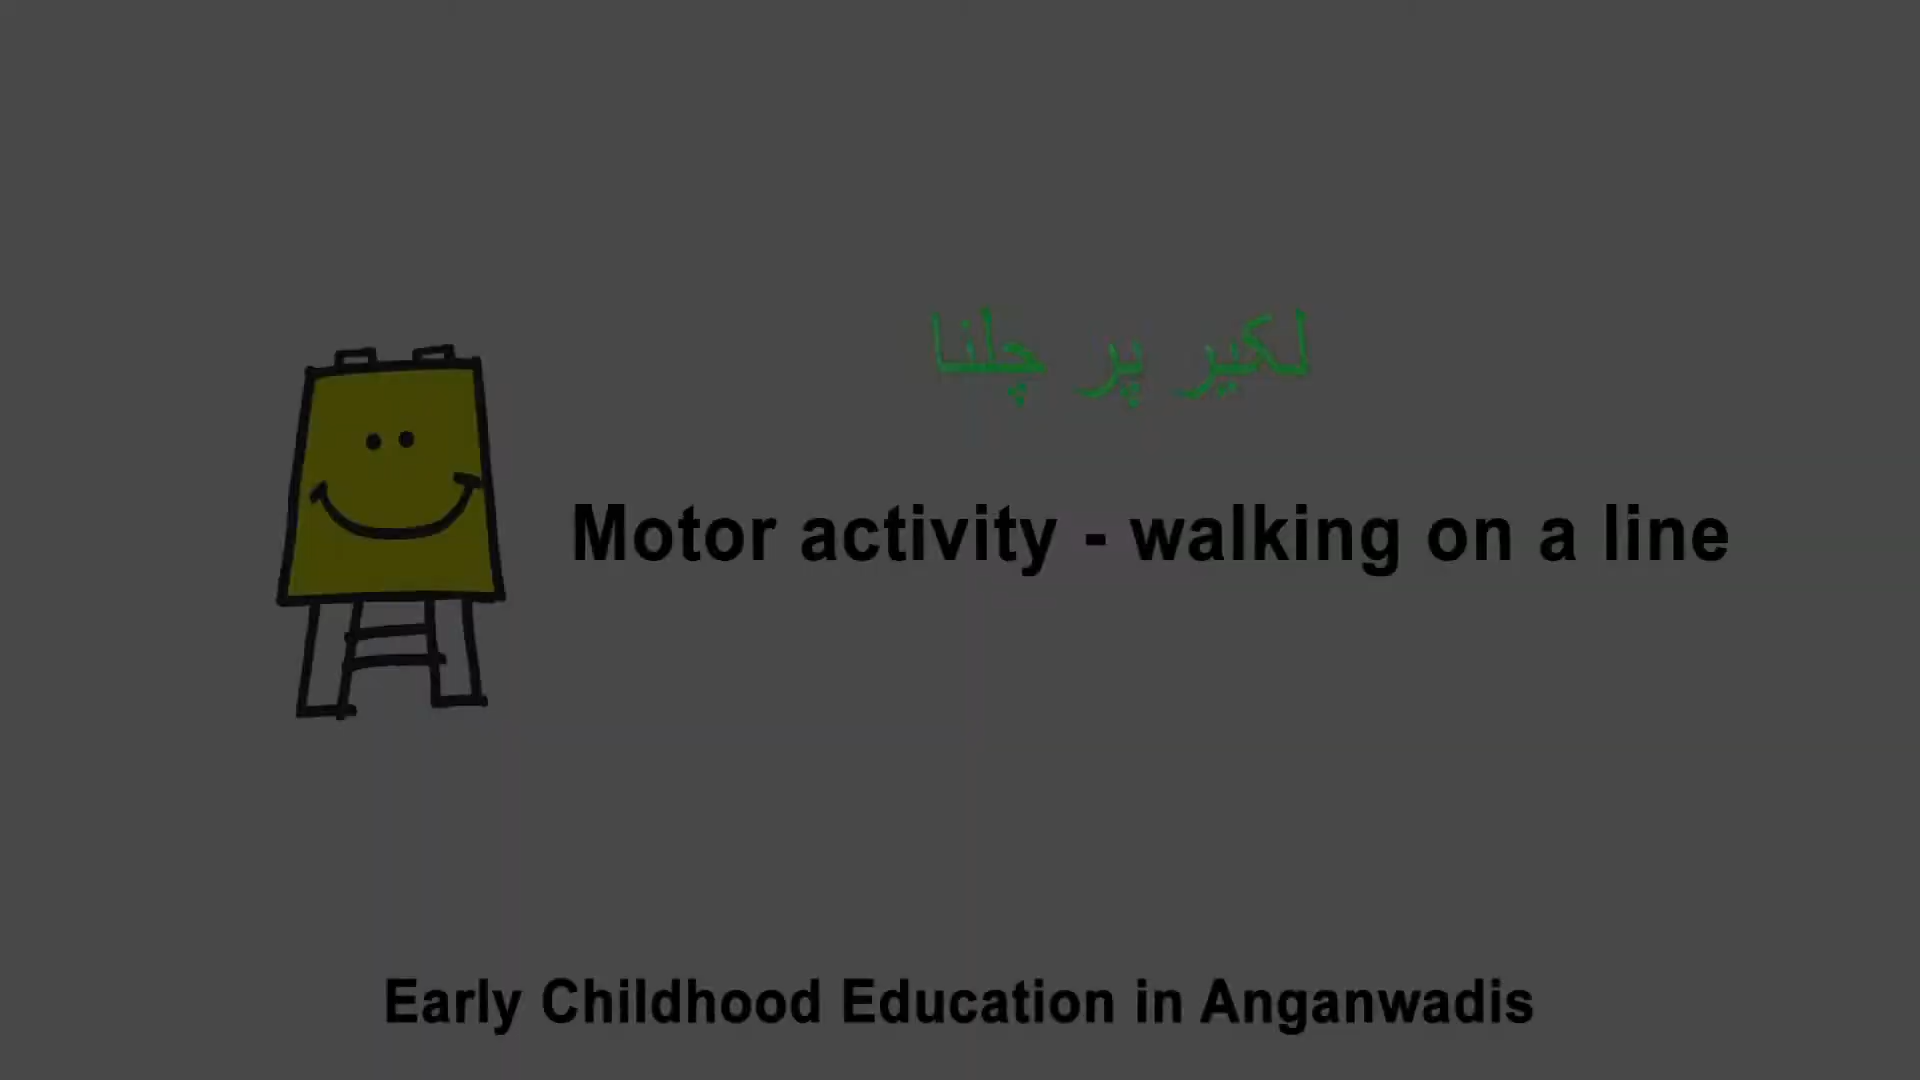 لکیر پر چلنا
Motor activity - walking on a line
Early Childhood Education in Anganwadis